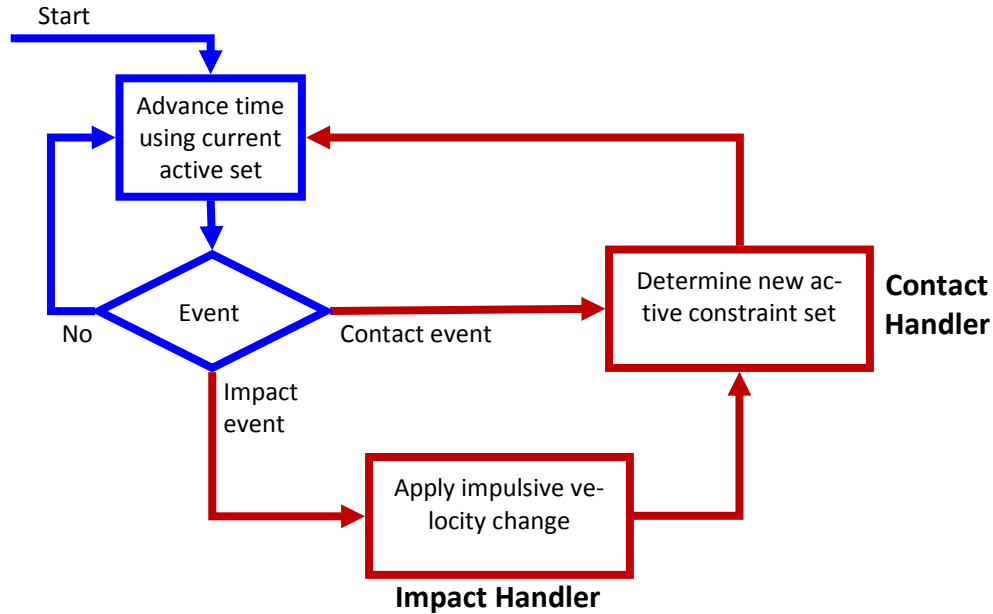 Start
Advance time
using current
active set
Event
No
Contact event
Impact
event
Determine new ac-
tive constraint set
Contact
Handler
Apply impulsive ve-
locity change
Impact Handler